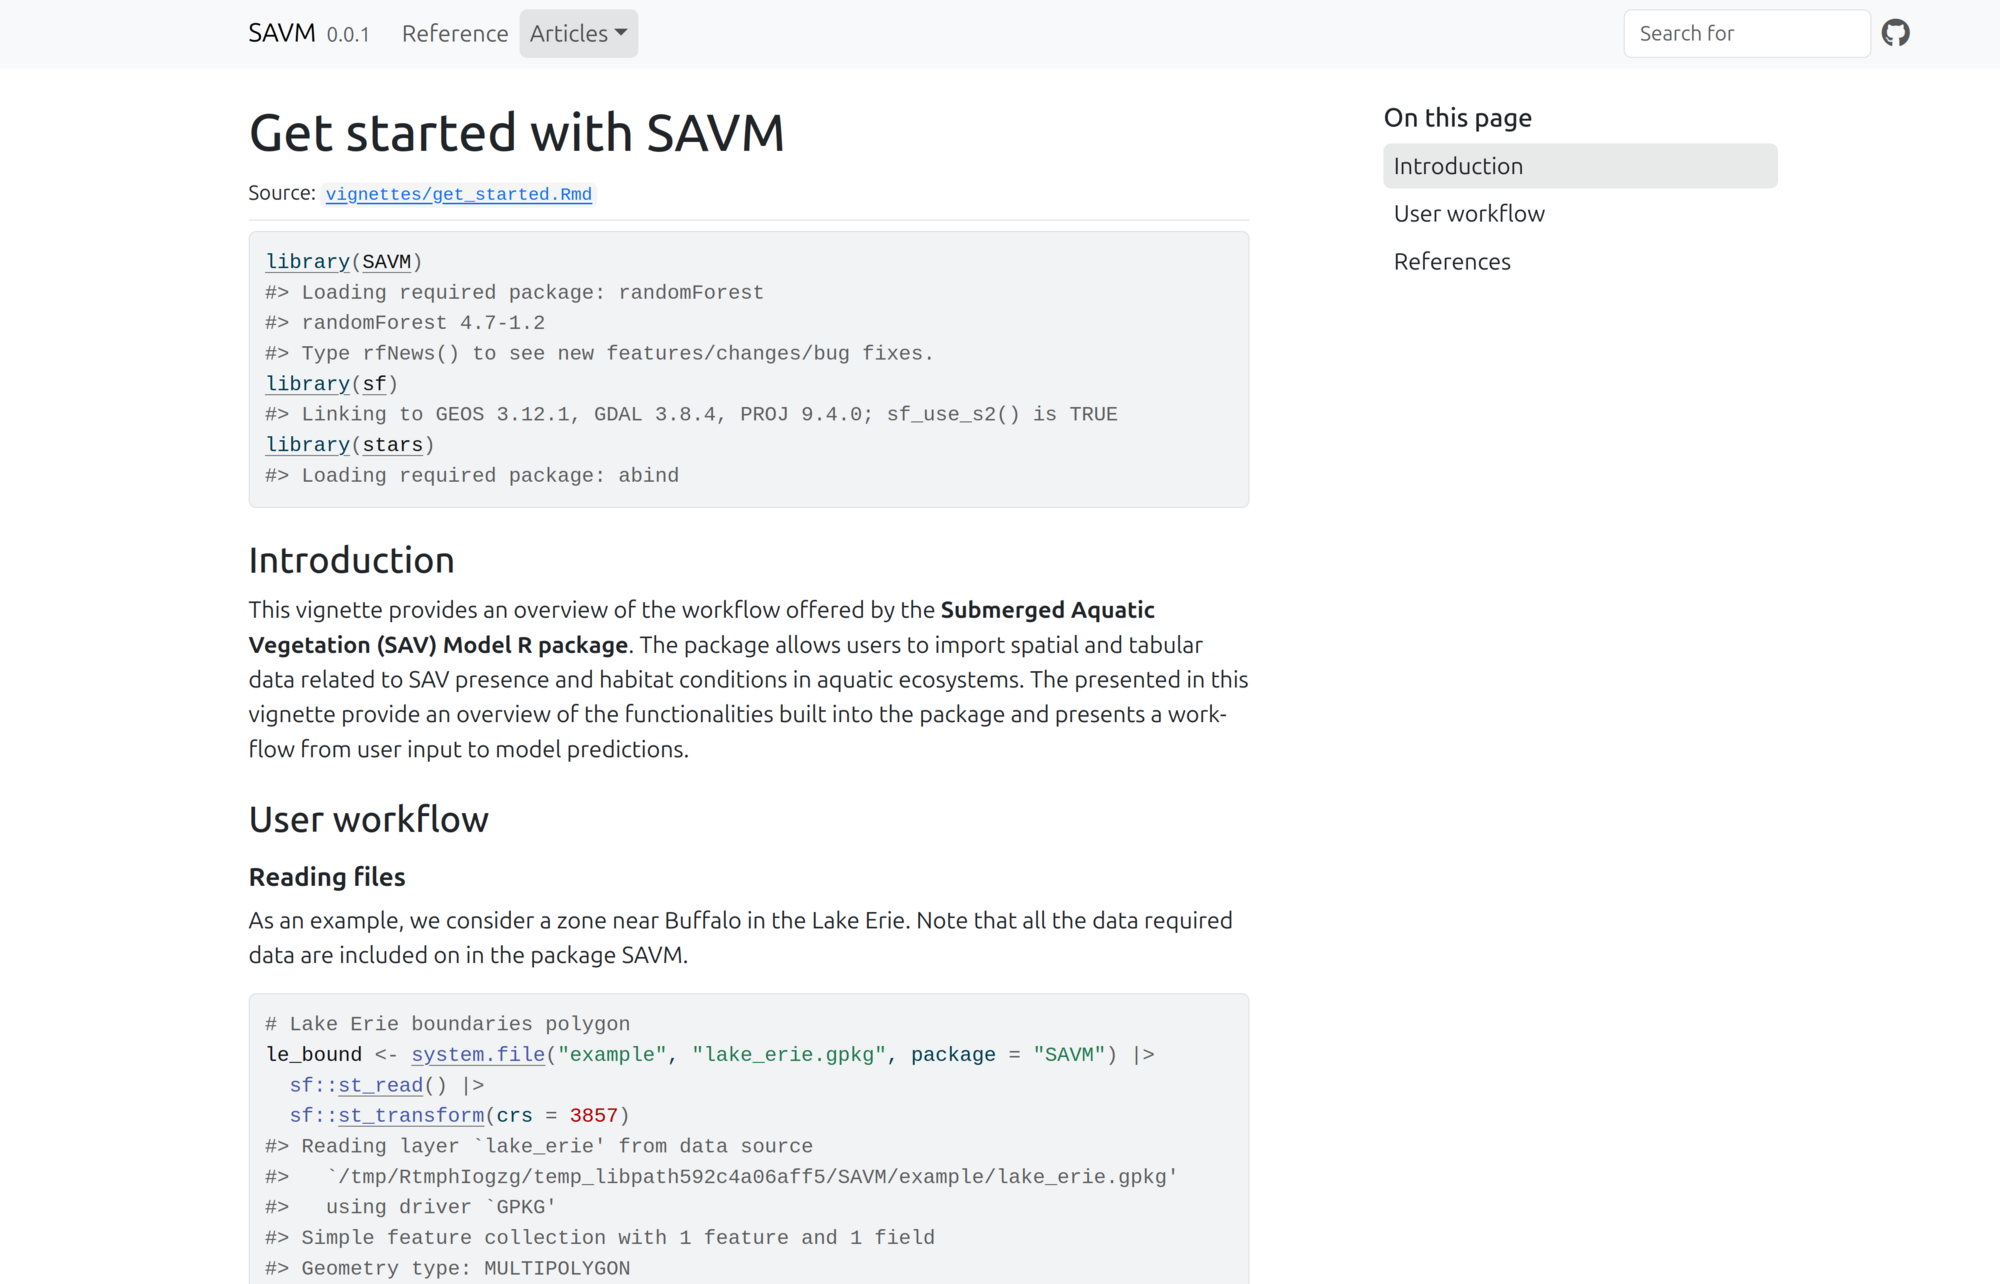 SAVM 0.0.1 Reference Articles Search for
Get started with SAVM
Source: vignettes/get_started.Rmd
library(SAVM)
#> Loading required package: randomForest
#> randomForest 4.7-1.2
#> Type rfNews() to see new features/changes/bug fixes.
library(sf)
#> Linking to GEOS 3.12.1, GDAL 3.8.4, PROJ 9.4.0; sf_use_s2() is TRUE
library(stars)
#> Loading required package: abind
Introduction
This vignette provides an overview of the workflow offered by the Submerged Aquatic
Vegetation (SAV) Model R package. The package allows users to import spatial and tabular
data related to SAV presence and habitat conditions in aquatic ecosystems. The presented in this
vignette provide an overview of the functionalities built into the package and presents a work-
flow from user input to model predictions.
User workflow
Reading files
As an example, we consider a zone near Buffalo in the Lake Erie. Note that all the data required
data are included on in the package SAVM.
# Lake Erie boundaries polygon
le_bound <- system.file("example", "lake_erie.gpkg", package = "SAVM") |>
  sf::st_read() |>
  sf::st_transform(crs = 3857)
#> Reading layer `lake_erie' from data source
#>   `/tmp/RtmphIogzg/temp_libpath592c4a06aff5/SAVM/example/lake_erie.gpkg'
#>   using driver `GPKG'
#> Simple feature collection with 1 feature and 1 field
#> Geometry type: MULTIPOLYGON
On this page
Introduction
User workflow
References